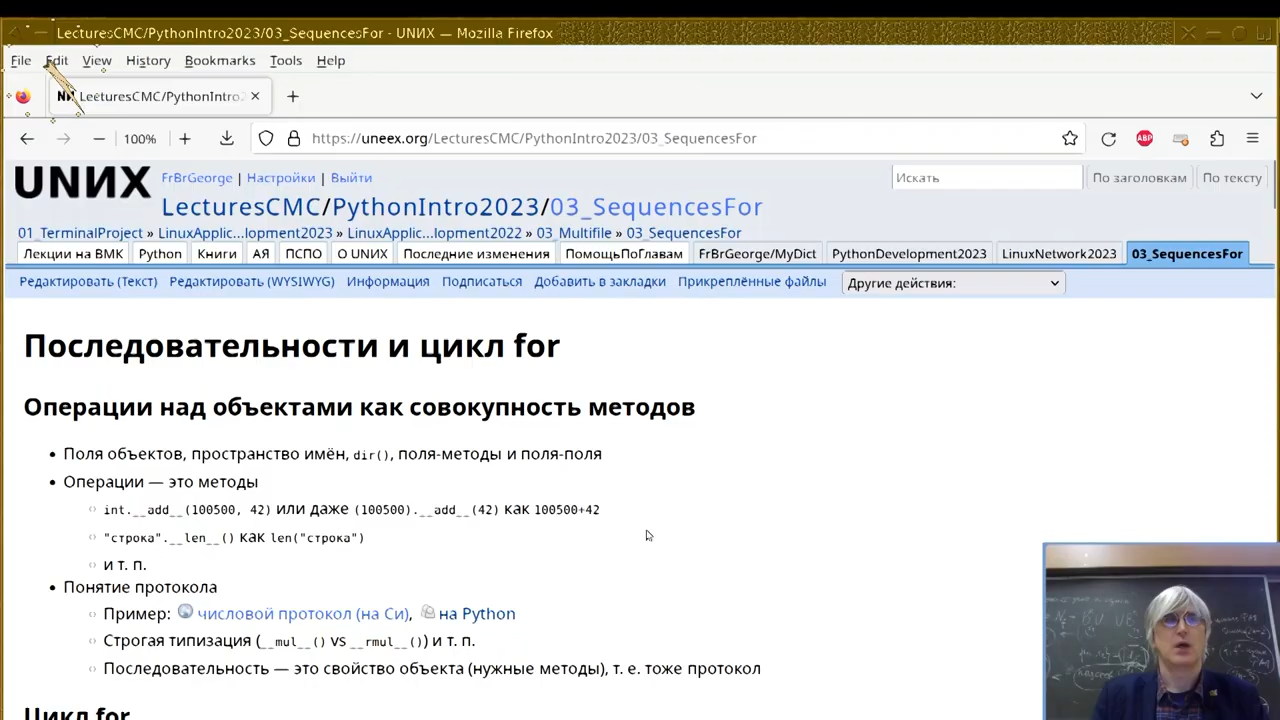 LecturesCMC/PythonIntro2023/03_SequencesFor - UNИX — Mozilla Firefox
File Edit View History Bookmarks Tools Help
LecturesCMC/PythonIntro2
100%
https://uneex.org/LecturesCMC/PythonIntro2023/03_SequencesFor
ABP
UNИX FrBrGeorge | Настройки | Выйти
Искать По заголовкам По тексту
LecturesCMC/PythonIntro2023/03_SequencesFor
01_TerminalProject » LinuxApplic...lopment2023 » LinuxApplic...lopment2022 » 03_Multifile » 03_SequencesFor
Лекции на ВМК Python Книги АЯ ПСПО О UNIX Последние изменения ПомощьПоГлавам FrBrGeorge/MyDict PythonDevelopment2023 LinuxNetwork2023 03_SequencesFor
Редактировать (Текст) Редактировать (WYSIWYG) Информация Подписаться Добавить в закладки Прикреплённые файлы Другие действия:
Последовательности и цикл for
Операции над объектами как совокупность методов
Поля объектов, пространство имён, dir(), поля-методы и поля-поля
Операции — это методы
int.__add__(100500, 42) или даже (100500).__add__(42) как 100500+42
"строка".__len__() как len("строка")
и т. п.
Понятие протокола
Пример: числовой протокол (на Си), на Python
Строгая типизация (__mul__() vs __rmul__()) и т. п.
Последовательность — это свойство объекта (нужные методы), т. е. тоже протокол
Цикл for